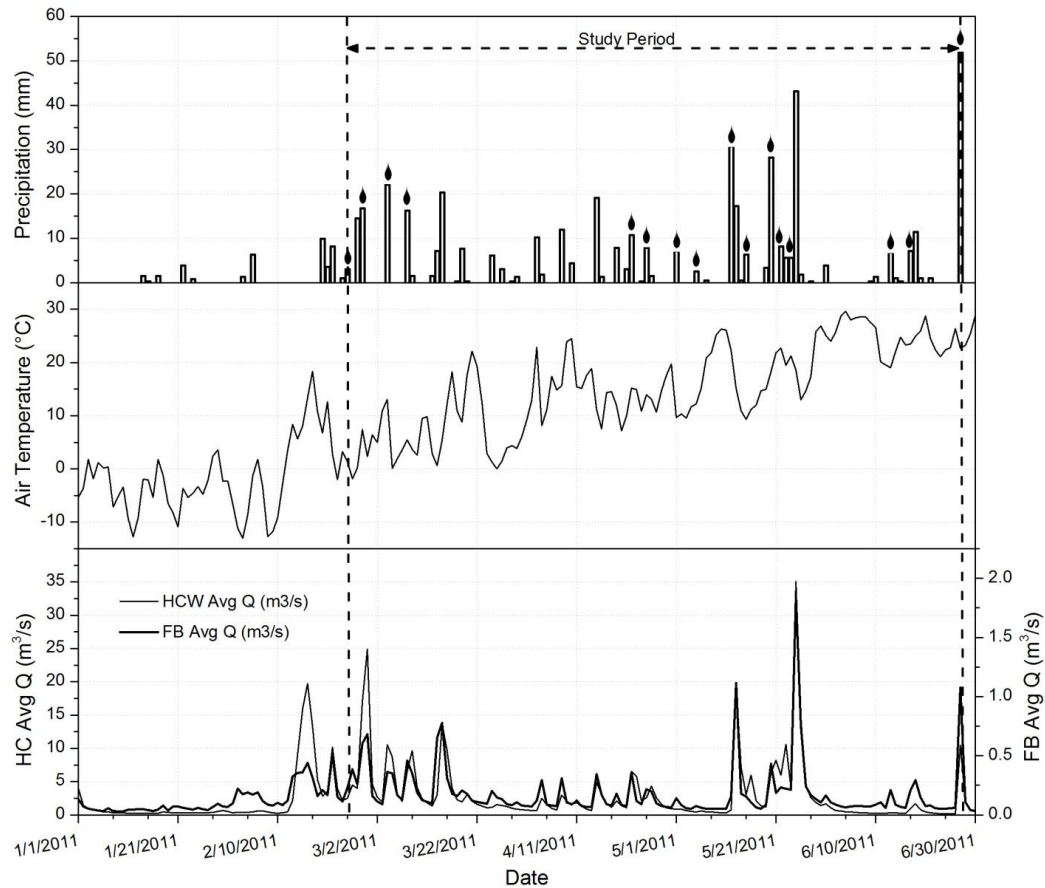 Study Period
Precipitation (mm)
60
50
40
30
20
10
0
Air Temperature (°C)
30
20
10
0
-10
HCW Avg Q (m3/s)
FB Avg Q (m3/s)
HC Avg Q (m³/s)
35
30
25
20
15
10
5
0
FB Avg Q (m³/s)
2.0
1.5
1.0
0.5
0.0
1/1/2011 1/21/2011 2/10/2011 3/2/2011 3/22/2011 4/11/2011 5/1/2011 5/21/2011 6/10/2011 6/30/2011
Date